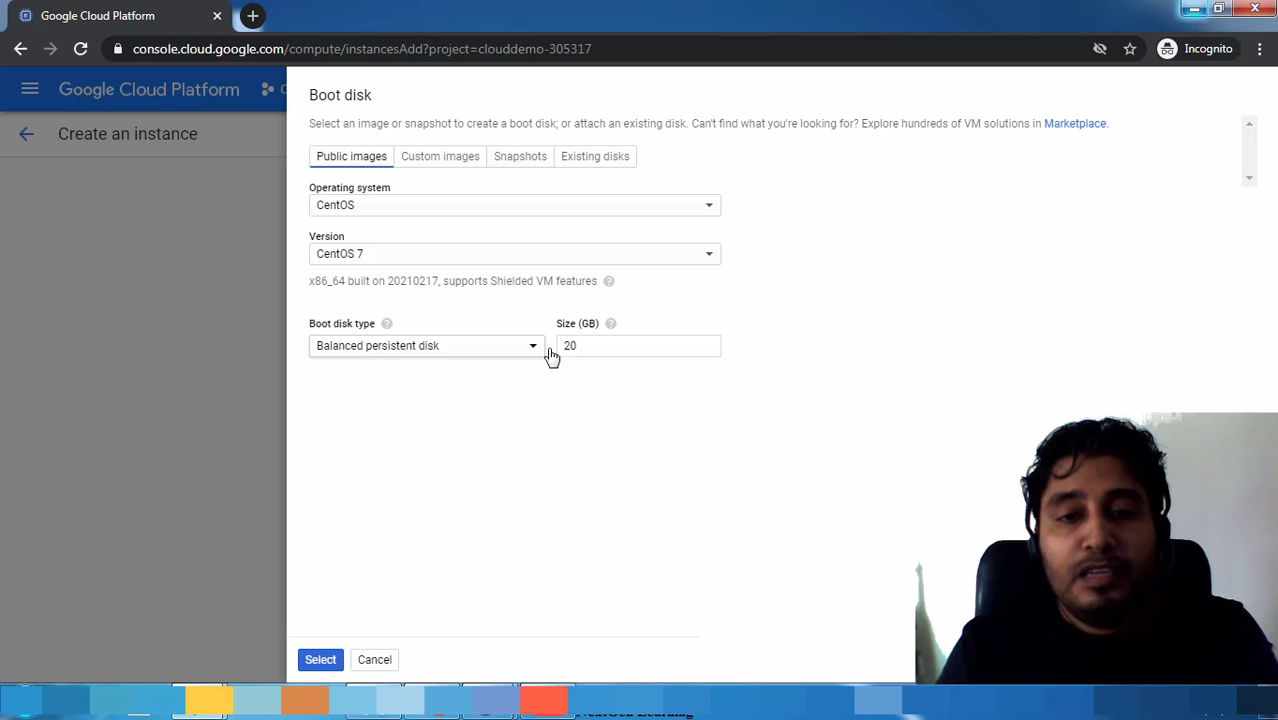 Google Cloud Platform
console.cloud.google.com/compute/instancesAdd?project=clouddemo-305317
Incognito
Google Cloud Platform
Create an instance
Boot disk
Select an image or snapshot to create a boot disk; or attach an existing disk. Can't find what you're looking for? Explore hundreds of VM solutions in Marketplace.
Public images Custom images Snapshots Existing disks
Operating system
CentOS
Version
CentOS 7
x86_64 built on 20210217, supports Shielded VM features ?
Boot disk type ? Size (GB) ?
Balanced persistent disk 20
Select Cancel
NextGen Learning